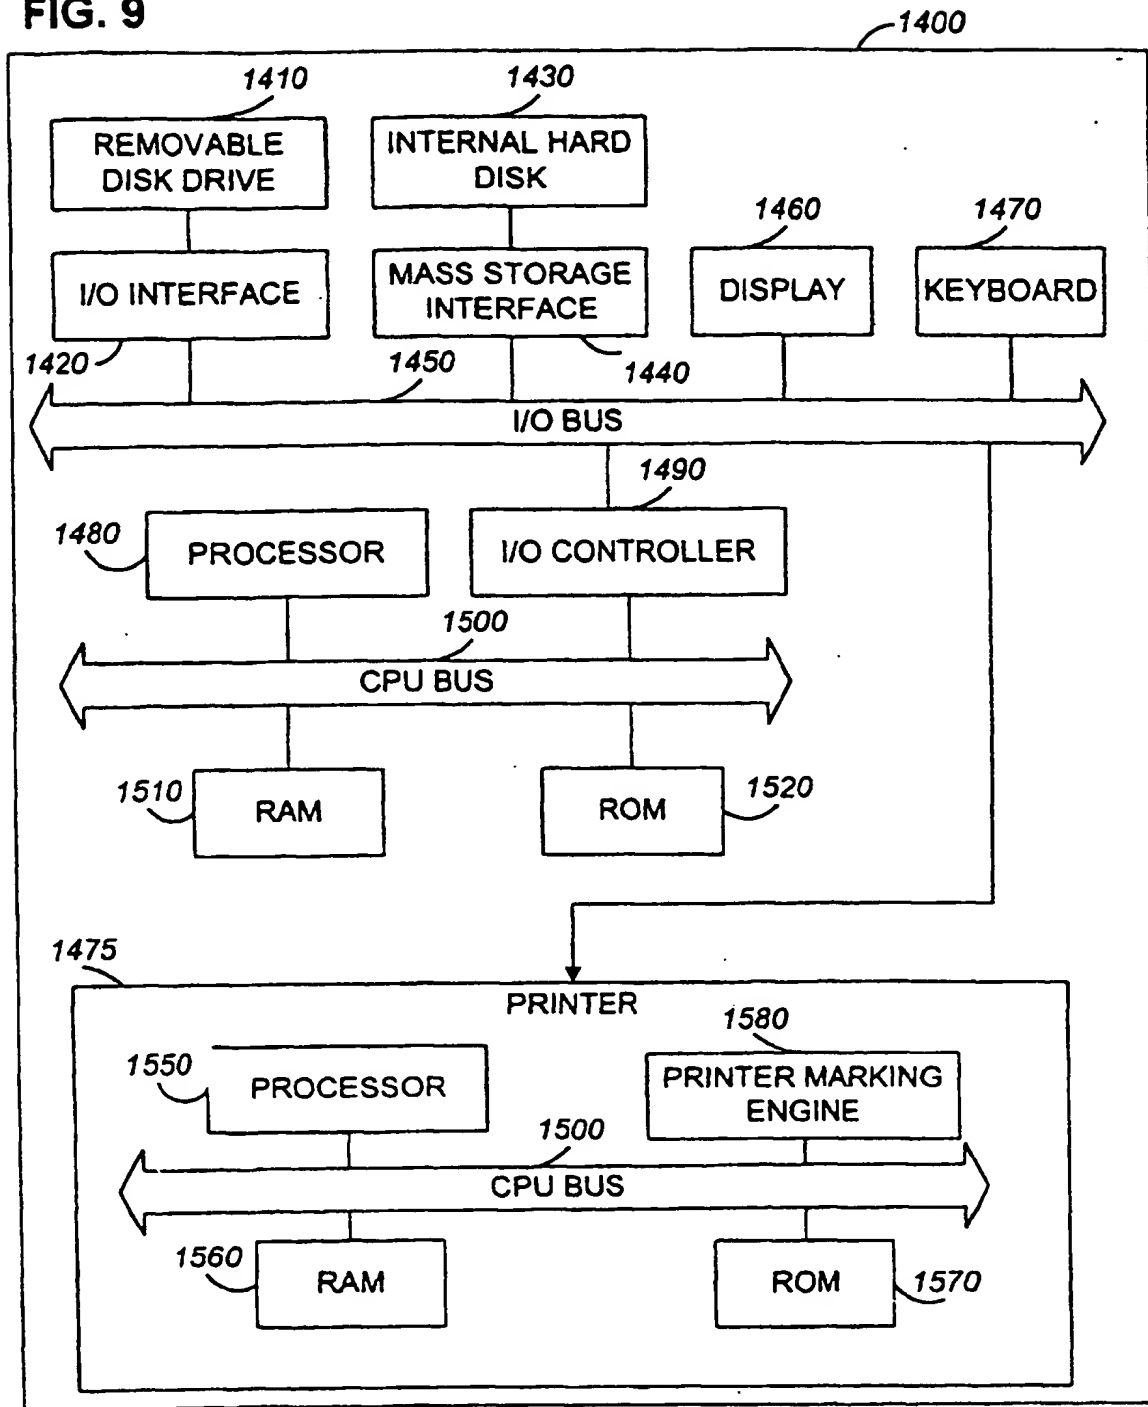 FIG. 9
1400
1410
1430
REMOVABLE
DISK DRIVE
INTERNAL HARD
DISK
1460
1470
I/O INTERFACE
MASS STORAGE
INTERFACE
DISPLAY
KEYBOARD
1420
1450
1440
I/O BUS
1490
1480
PROCESSOR
I/O CONTROLLER
1500
CPU BUS
1510
RAM
ROM
1520
1475
PRINTER
1580
1550
PROCESSOR
PRINTER MARKING
ENGINE
1500
CPU BUS
1560
RAM
ROM
1570